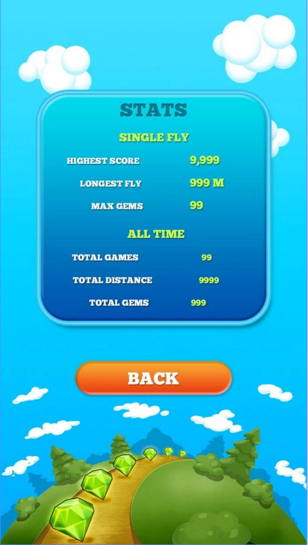 STATS
SINGLE FLY
HIGHEST SCORE 9,999
LONGEST FLY 999 M
MAX GEMS 99
ALL TIME
TOTAL GAMES 99
TOTAL DISTANCE 9999
TOTAL GEMS 999
BACK